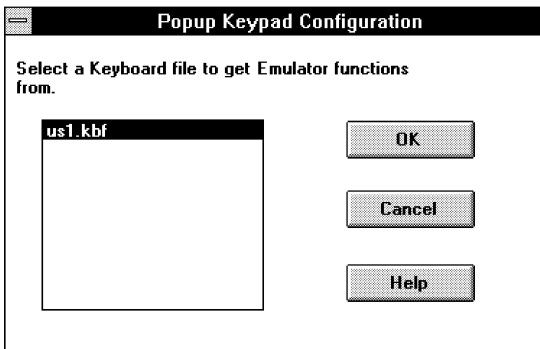 Popup Keypad Configuration
Select a Keyboard file to get Emulator functions
from.
us1.kbf
OK
Cancel
Help